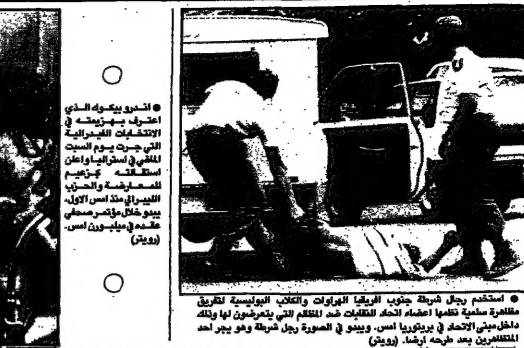 ● اندرو بيكوك الذي
اعترف بهزيمته في
الانتخابات الفيدرالية
التي جرت يوم السبت
الماضي في استراليا واعلن
استقالته كزعيم
للمعارضة والحزب
الليبرالي منذ امس الاول،
يبدو خلال مؤتمر صحفي
عقده في ميلبورن امس.
(رويتر)
● استخدم رجال شرطة جنوب افريقيا الهراوات والكلاب البوليسية لتفريق
مظاهرة سلمية نظمها اعضاء اتحاد للنقابات ضد المظالم التي يتعرضون لها وذلك
داخل مبنى الاتحاد في بريتوريا امس. ويبدو في الصورة رجل شرطة وهو يجر احد
المتظاهرين بعد طرحه ارضا. (رويتر)